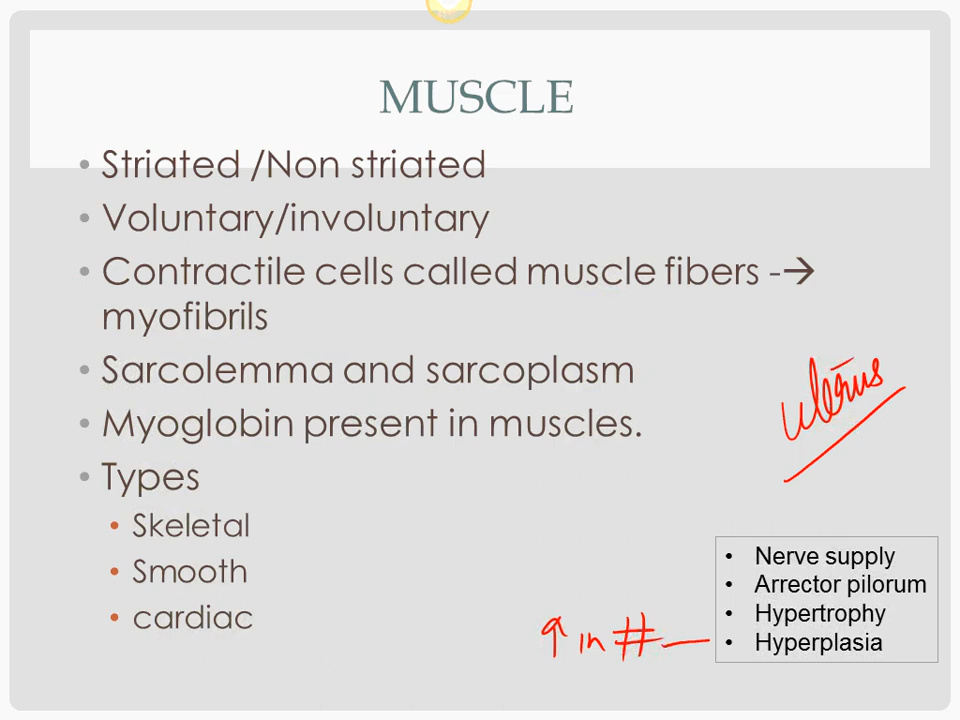 MUSCLE
• Striated /Non striated
• Voluntary/involuntary
• Contractile cells called muscle fibers -→
myofibrils
• Sarcolemma and sarcoplasm
• Myoglobin present in muscles.
• Types
• Skeletal
• Smooth
• cardiac
uterus
• Nerve supply
• Arrector pilorum
• Hypertrophy
• Hyperplasia
↑ in # —